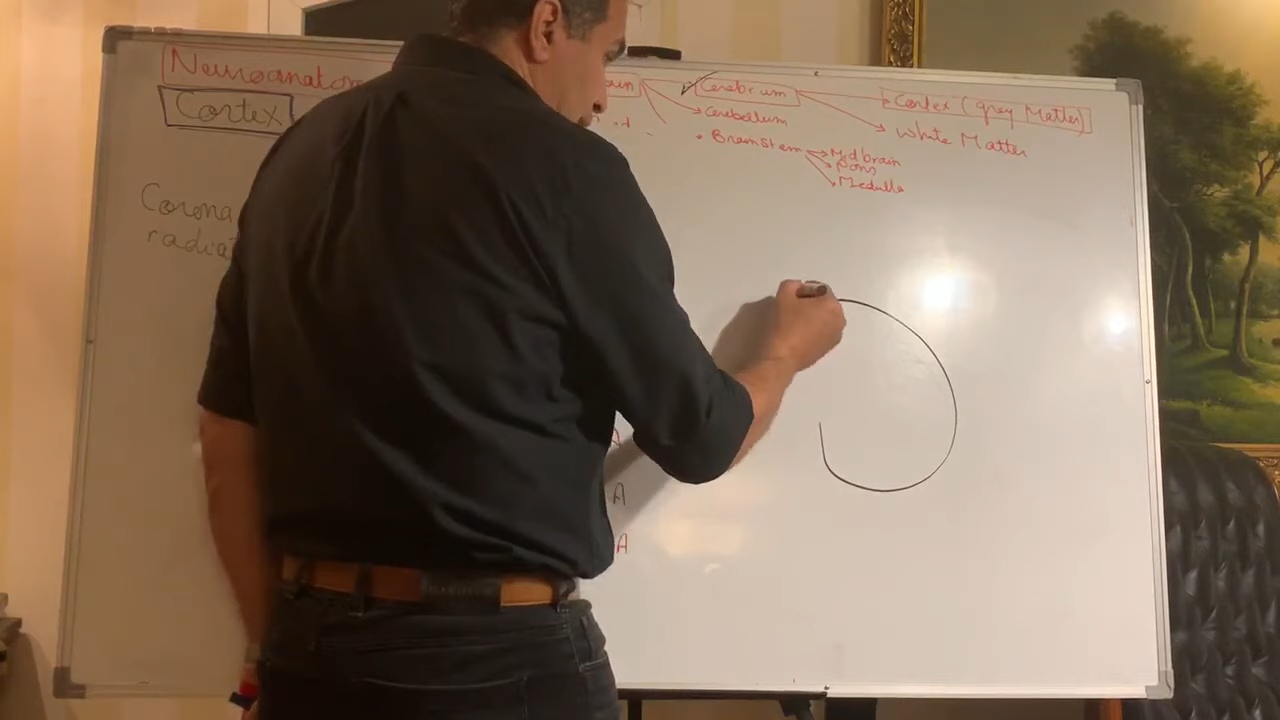 Neuroanatom
Cerebrum
Cortex (grey Matter)
Cortex
Cerebellum
White Matter
Brainstem
Midbrain
pons
Medulla
Corona
radiat
A
A